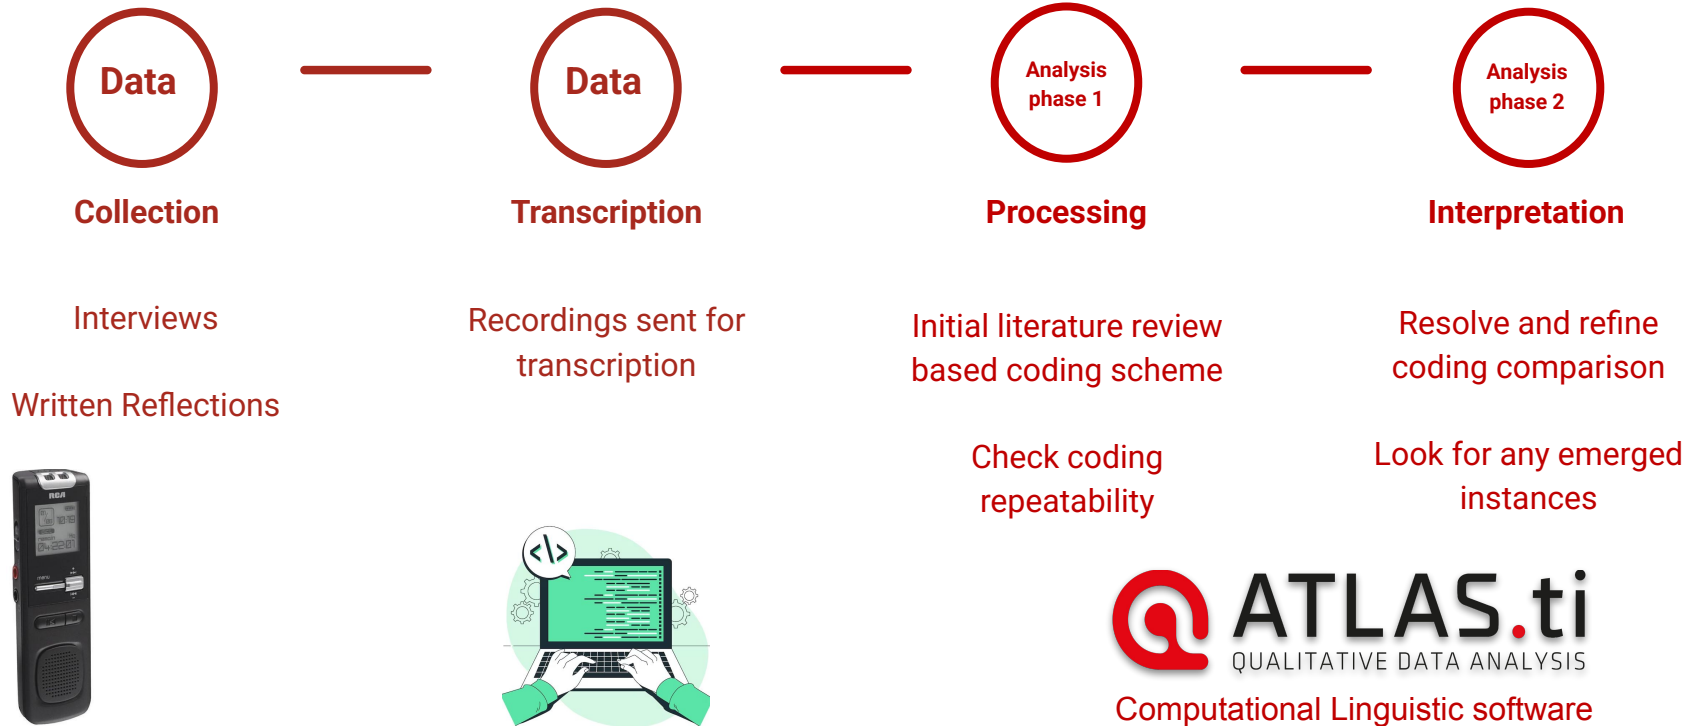 Data
Data
Analysis
phase 1
Analysis
phase 2
Collection
Transcription
Processing
Interpretation
Interviews
Written Reflections
Recordings sent for
transcription
Initial literature review
based coding scheme
Check coding
repeatability
Resolve and refine
coding comparison
Look for any emerged
instances
RCA
</>
ATLAS.ti
QUALITATIVE DATA ANALYSIS
Computational Linguistic software